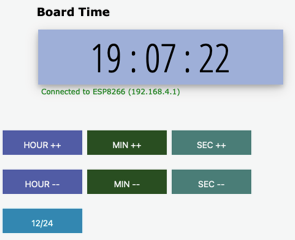 Board Time
19 : 07 : 22
Connected to ESP8266 (192.168.4.1)
HOUR ++ MIN ++ SEC ++
HOUR -- MIN -- SEC --
12/24